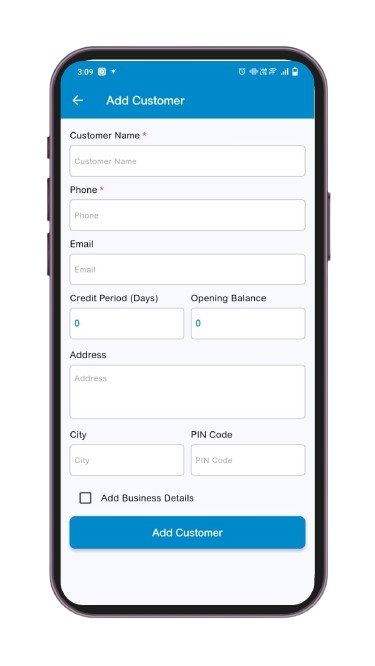 3:09
Add Customer
Customer Name *
Customer Name
Phone *
Phone
Email
Email
Credit Period (Days) Opening Balance
0 0
Address
Address
City PIN Code
City PIN Code
Add Business Details
Add Customer